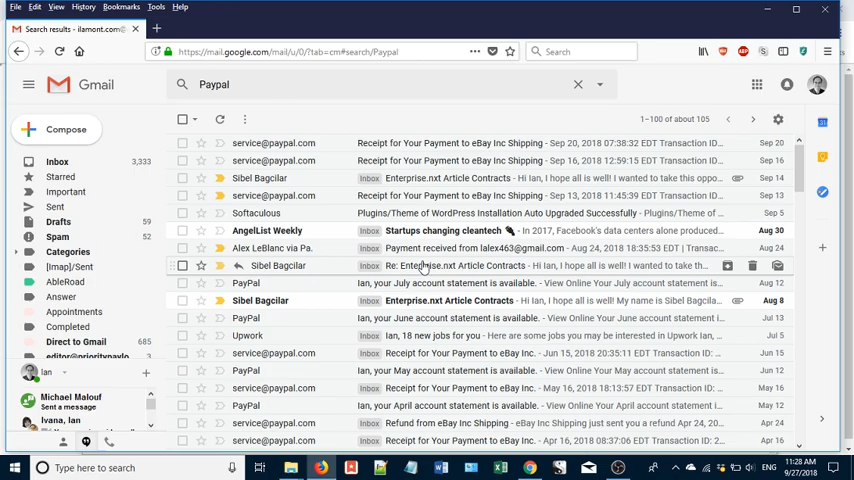 File Edit View History Bookmarks Tools Help
Search results - ilamont.com@
https://mail.google.com/mail/u/0/?tab=cm#search/Paypal
Search
Gmail
Paypal
Compose
1–100 of about 105
Inbox 3,333
Starred
Important
Sent
Drafts 59
Spam 53
Categories
[Imap]/Sent
AbleRoad
Answer
Appointments
Completed
Direct to Gmail 685
editor@prioritypaylo
Ian
Michael Malouf
Sent a message
Ivana, Ian
service@paypal.com Receipt for Your Payment to eBay Inc Shipping - Sep 20, 2018 07:38:32 EDT Transaction ID:... Sep 20
service@paypal.com Receipt for Your Payment to eBay Inc Shipping - Sep 16, 2018 12:59:15 EDT Transaction ID:... Sep 16
Sibel Bagcilar Inbox Enterprise.nxt Article Contracts - Hi Ian, I hope all is well! I wanted to take this oppo... Sep 13
service@paypal.com Receipt for Your Payment to eBay Inc Shipping - Sep 13, 2018 11:45:39 EDT Transaction ID:... Sep 13
Softaculous Plugins/Theme of WordPress Installation Auto Upgraded Successfully - Plugins/Theme of... Sep 5
AngelList Weekly Inbox Startups changing cleantech - In 2017, Facebook's data centers alone produced... Aug 30
Alex LeBlanc via Pa. Inbox Payment received from lalex463@gmail.com - Aug 24, 2018 18:35:53 EDT | Transac... Aug 24
Sibel Bagcilar Inbox Re: Enterprise.nxt Article Contracts - Hi Ian, I hope all is well! I wanted to take th...
PayPal Ian, your July account statement is available. - View Online Your July account statement is... Aug 12
Sibel Bagcilar Inbox Enterprise.nxt Article Contracts - Hi Ian, I hope all is well! My name is Sibel Bagcila... Aug 8
PayPal Ian, your June account statement is available. - View Online Your June account statement i... Jul 13
Upwork Ian, 18 new jobs for you - Here are some jobs you may be interested in Upwork Ian, ... Jul 5
service@paypal.com Inbox Receipt for Your Payment to eBay Inc. - Jun 15, 2018 20:35:11 EDT Transaction ID: ... Jun 15
PayPal Ian, your May account statement is available. - View Online Your May account statement is... Jun 12
service@paypal.com Inbox Receipt for Your Payment to eBay Inc. - May 16, 2018 18:13:57 EDT Transaction ID: ... May 16
PayPal Ian, your April account statement is available. - View Online Your April account statement is... May 12
service@paypal.com Inbox Refund from eBay Inc Shipping - eBay Inc Shipping just sent you a refund Apr 24, 20... Apr 24
service@paypal.com Inbox Receipt for Your Payment to eBay Inc. - Apr 16, 2018 08:37:06 EDT Transaction ID: ... Apr 16
Type here to search
ENG
11:28 AM
9/27/2018